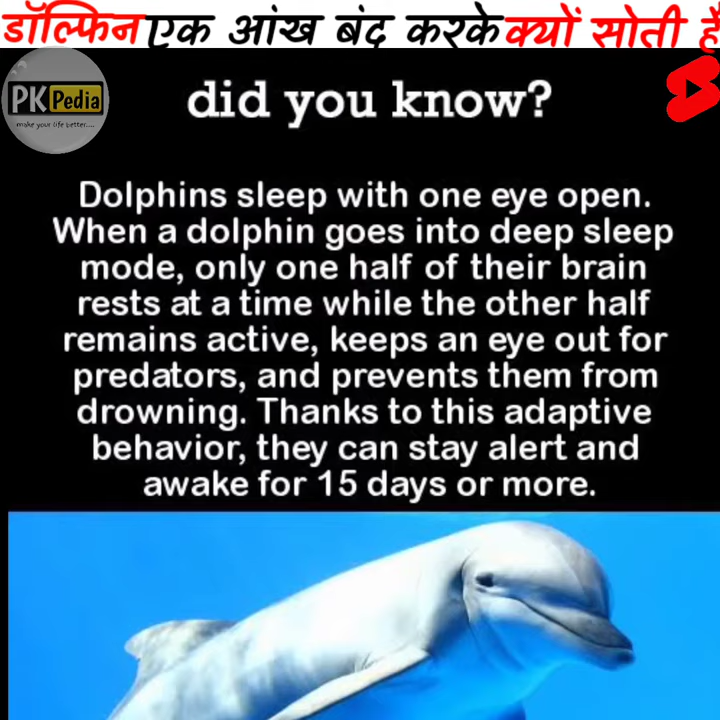 डॉल्फिन एक आंख बंद करके क्यों सोती है
PK Pedia
make your life better....
did you know?
Dolphins sleep with one eye open.
When a dolphin goes into deep sleep
mode, only one half of their brain
rests at a time while the other half
remains active, keeps an eye out for
predators, and prevents them from
drowning. Thanks to this adaptive
behavior, they can stay alert and
awake for 15 days or more.